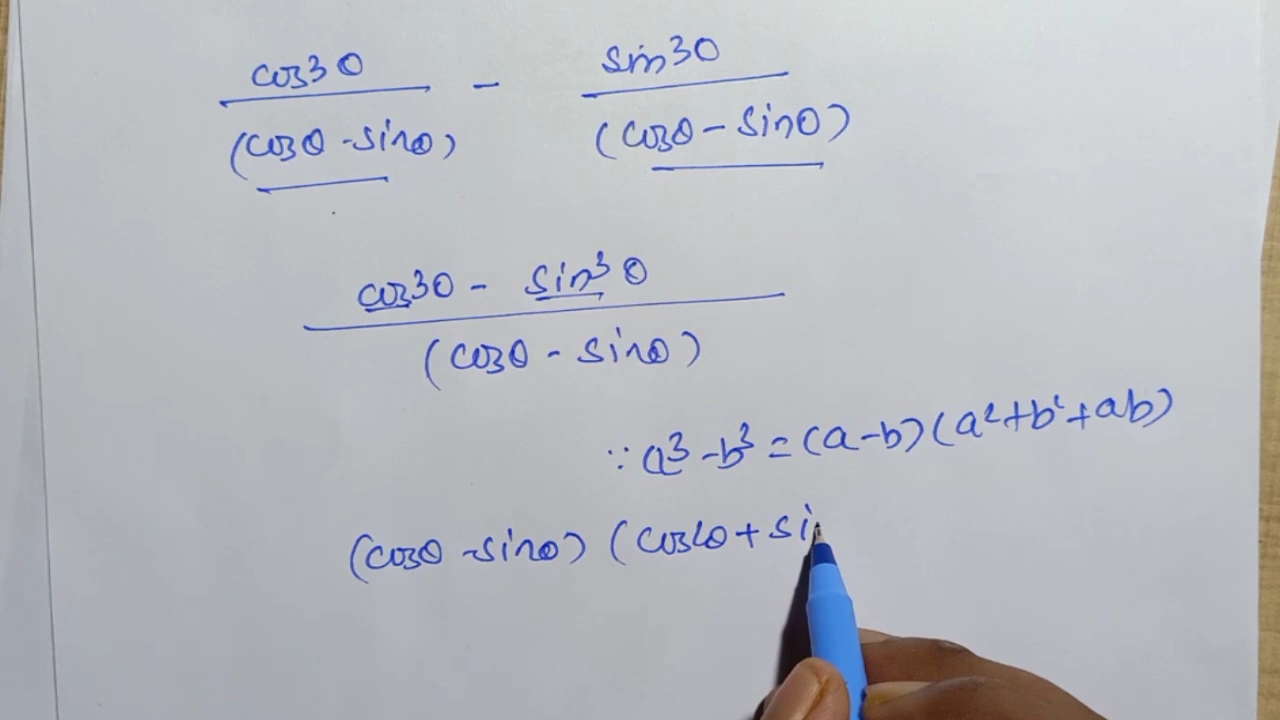 cos³θ / (cosθ - sinθ) - sin³θ / (cosθ - sinθ)
cos³θ - sin³θ / (cosθ - sinθ)
∵ a³ - b³ = (a-b)(a²+b²+ab)
(cosθ - sinθ) (cos²θ + si